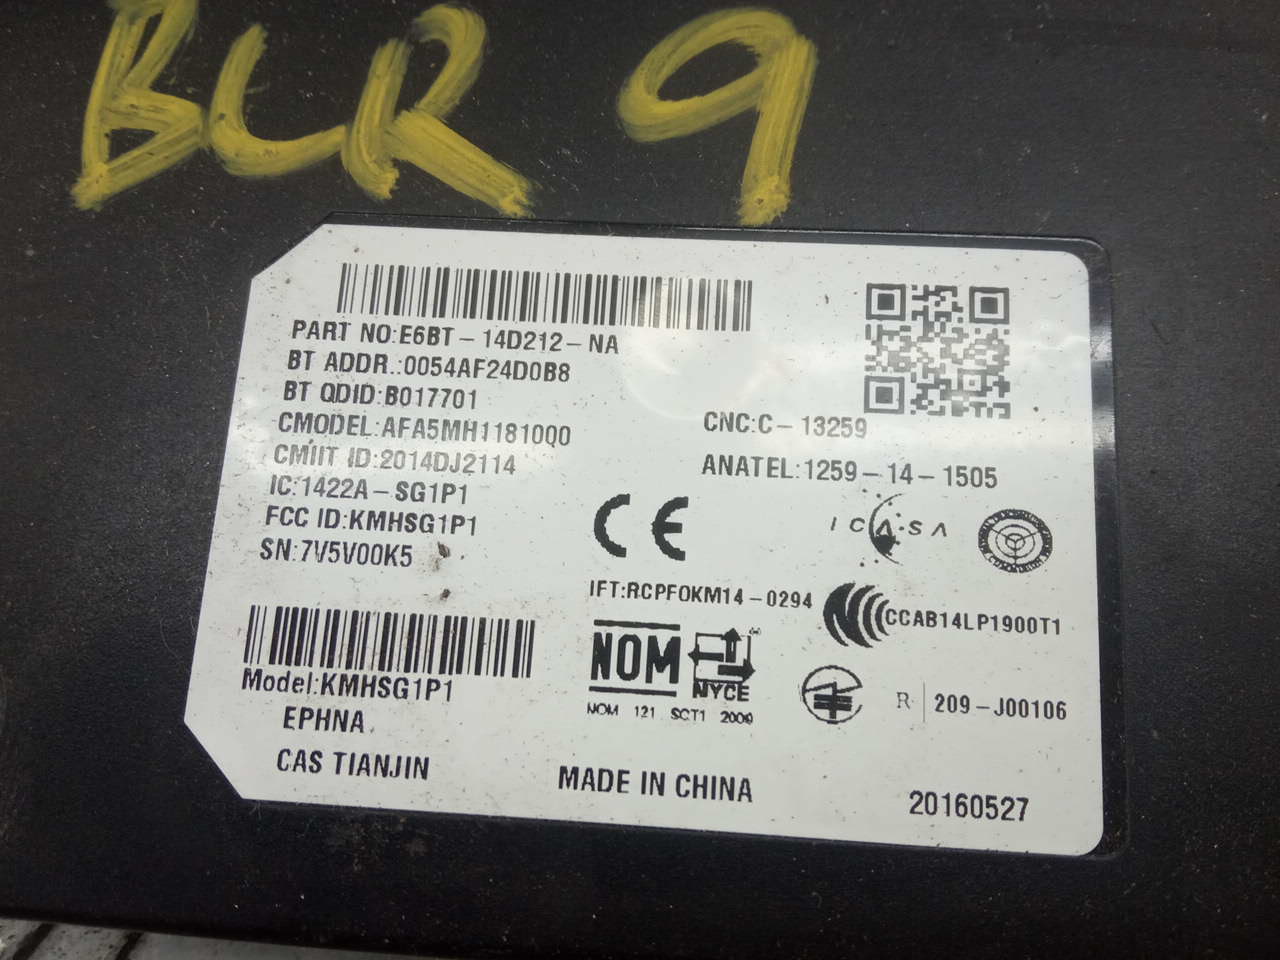 BCR 9
PART NO:E6BT-14D212-NA
BT ADDR.:0054AF24D0B8
BT QDID:B017701
CMODEL:AFA5MH11810Q0
CMIIT ID:2014DJ2114
IC:1422A-SG1P1
FCC ID:KMHSG1P1
SN:7V5V00K5
CNC:C-13259
ANATEL:1259-14-1505
CE
ICASA
IFT:RCPFOKM14-0294
CCAB14LP1900T1
NOM
NYCE
NOM 121 SCT1 2009
R 209-J00106
Model:KMHSG1P1
EPHNA
CAS TIANJIN
MADE IN CHINA
20160527